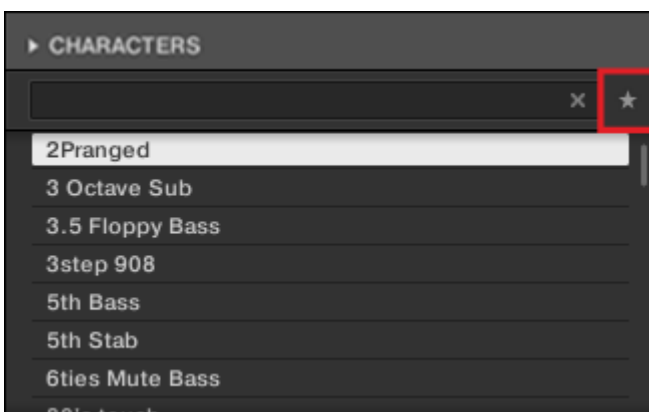 CHARACTERS
2Pranged
3 Octave Sub
3.5 Floppy Bass
3step 908
5th Bass
5th Stab
6ties Mute Bass